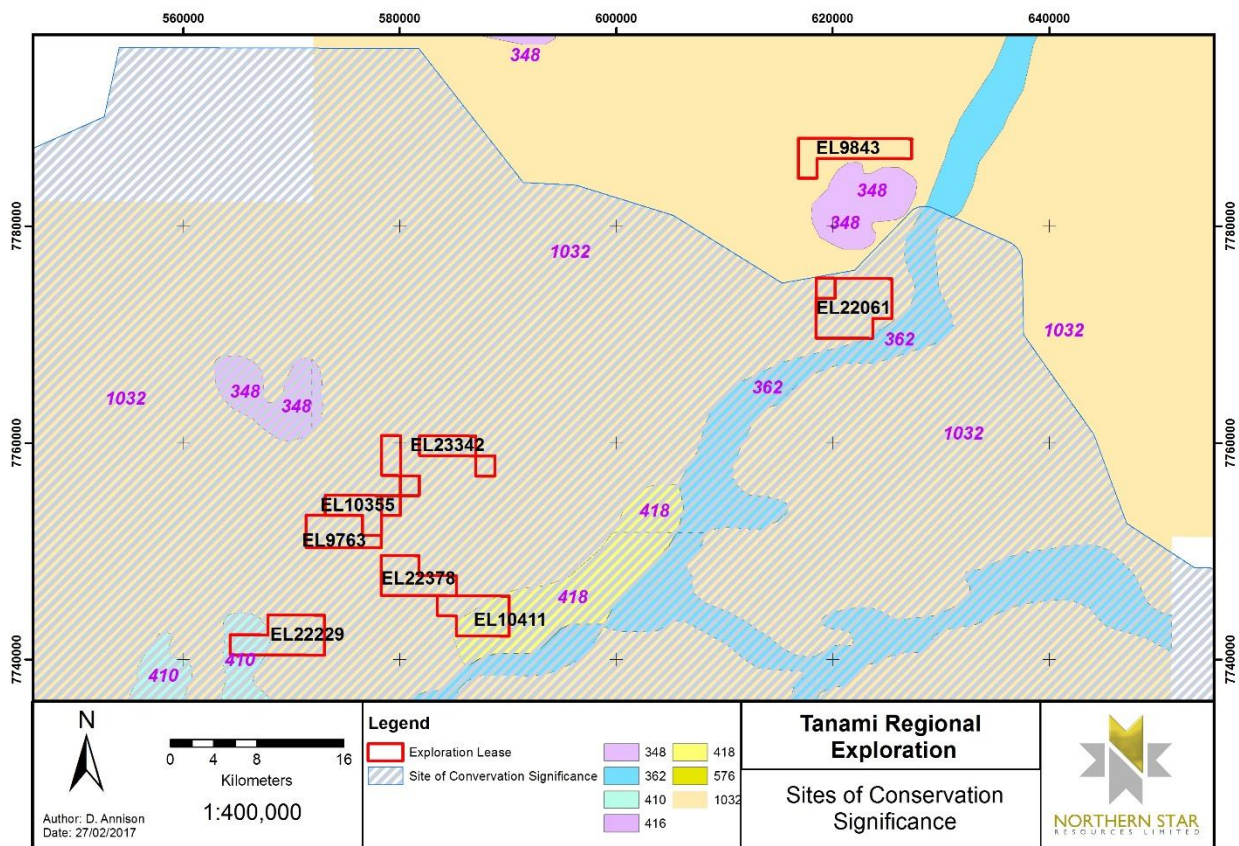 560000 580000 600000 620000 640000
348
EL9843
348
348
7780000 7780000
1032
EL22061
1032
362
348
362
1032
348
1032
7760000 7760000
EL23342
EL10355
418
EL9763
EL22378
418
EL10411
EL22229
410
410
7740000 7740000
N
0 4 8 16
Kilometers
1:400,000
Author: D. Annison
Date: 27/02/2017
Legend
Exploration Lease
Site of Convervation Significance
348
362
410
416
418
576
1032
Tanami Regional
Exploration
Sites of Conservation
Significance
NORTHERN STAR
RESOURCES LIMITED